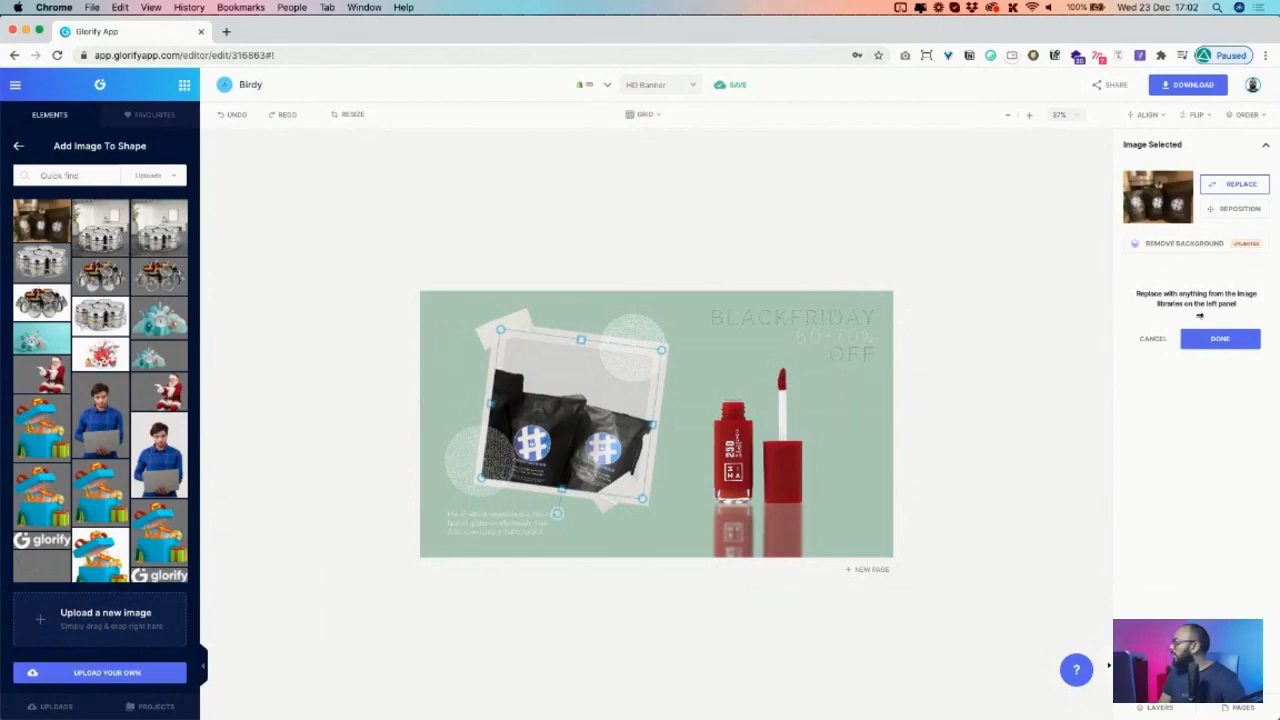 Chrome File Edit View History Bookmarks People Tab Window Help
100% Wed 23 Dec 17:02
Glorify App
app.glorifyapp.com/editor/edit/316863#!
Paused
Birdy
HD Banner
SAVE
SHARE
DOWNLOAD
ELEMENTS
FAVOURITES
UNDO
REDO
RESIZE
GRID
37%
ALIGN
FLIP
ORDER
Add Image To Shape
Quick find
Uploads
Image Selected
REPLACE
REPOSITION
REMOVE BACKGROUND
UNLIMITED
Replace with anything from the image
libraries on the left panel
CANCEL
DONE
BLACKFRIDAY
OFF
250
NEW PAGE
Glorify
Glorify
Upload a new image
Simply drag & drop right here
UPLOAD YOUR OWN
UPLOADS
PROJECTS
?
LAYERS
PAGES